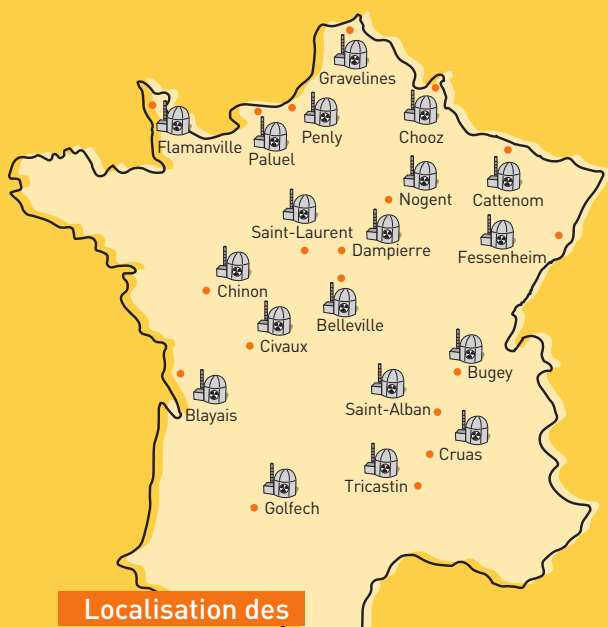 Gravelines
Flamanville
Paluel
Penly
Chooz
Nogent
Cattenom
Saint-Laurent
Dampierre
Fessenheim
Chinon
Belleville
Civaux
Bugey
Blayais
Saint-Alban
Cruas
Tricastin
Golfech
Localisation des